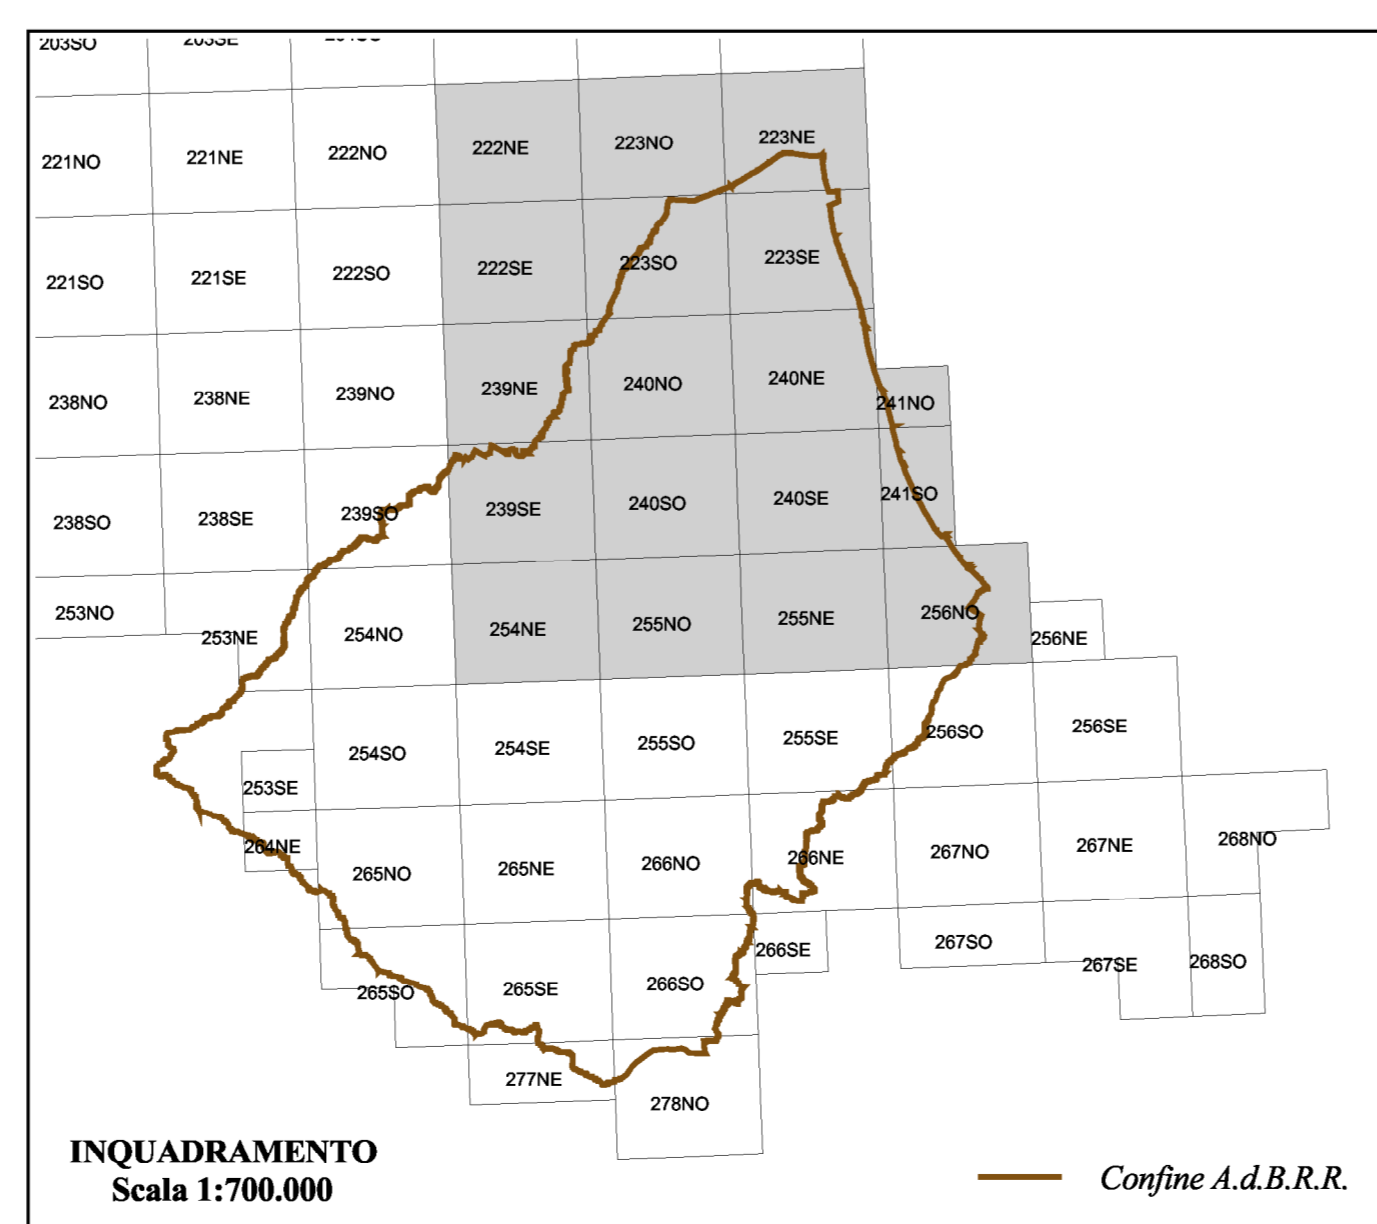 203SO 203SE 204SO
221NO 221NE 222NO 222NE 223NO 223NE
221SO 221SE 222SO 222SE 223SO 223SE
238NO 238NE 239NO 239NE 240NO 240NE 241NO
238SO 238SE 239SO 239SE 240SO 240SE 241SO
253NO 253NE 254NO 254NE 255NO 255NE 256NO 256NE
253SE 254SO 254SE 255SO 255SE 256SO 256SE
264NE 265NO 265NE 266NO 266NE 267NO 267NE 268NO
265SO 265SE 266SO 266SE 267SO 267SE 268SO
277NE 278NO
INQUADRAMENTO
Scala 1:700.000
Confine A.d.B.R.R.